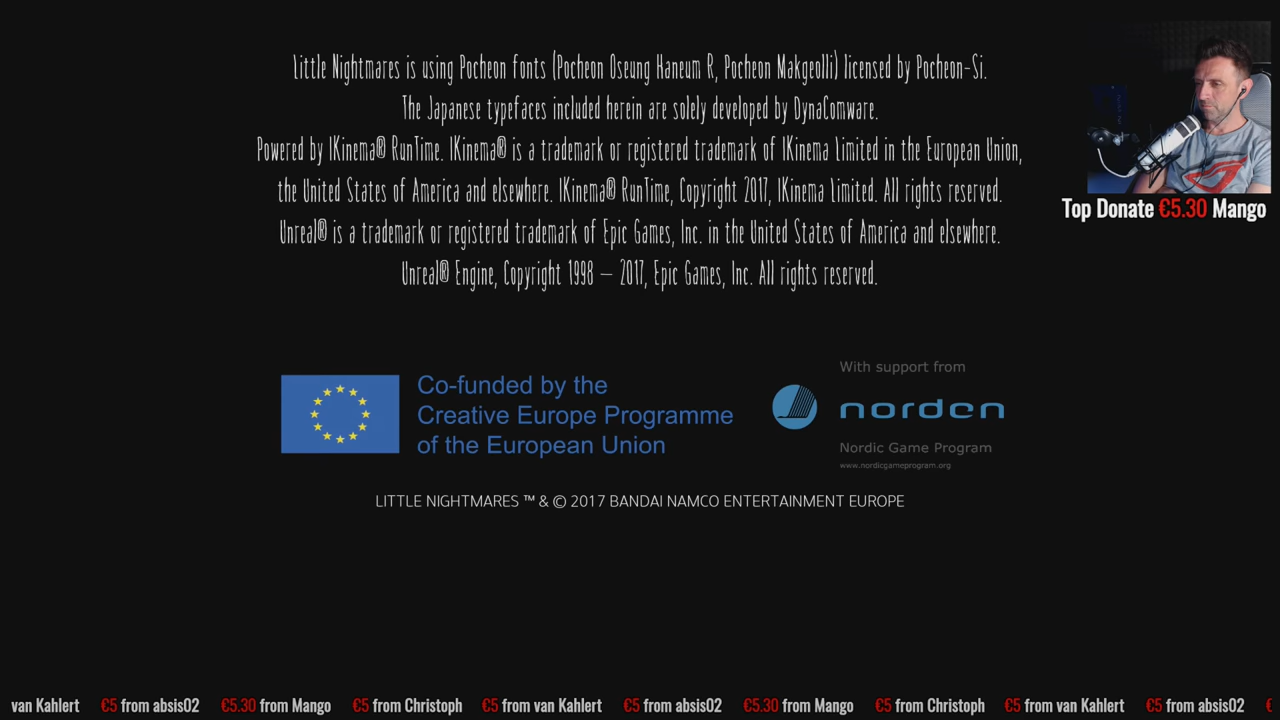 Little Nightmares is using Pocheon fonts (Pocheon Oseung Haneum R, Pocheon Makgeolli) licensed by Pocheon-Si.
The Japanese typefaces included herein are solely developed by DynaComware.
Powered by IKinema® RunTime. IKinema® is a trademark or registered trademark of IKinema Limited in the European Union,
the United States of America and elsewhere. IKinema® RunTime, Copyright 2017, IKinema Limited. All rights reserved.
Unreal® is a trademark or registered trademark of Epic Games, Inc. in the United States of America and elsewhere.
Unreal® Engine, Copyright 1998 – 2017, Epic Games, Inc. All rights reserved.
Top Donate €5.30 Mango
Co-funded by the
Creative Europe Programme
of the European Union
With support from
norden
Nordic Game Program
www.nordicgameprogram.org
LITTLE NIGHTMARES ™ & © 2017 BANDAI NAMCO ENTERTAINMENT EUROPE
van Kahlert €5 from absis02 €5.30 from Mango €5 from Christoph €5 from van Kahlert €5 from absis02 €5.30 from Mango €5 from Christoph €5 from van Kahlert €5 from absis02